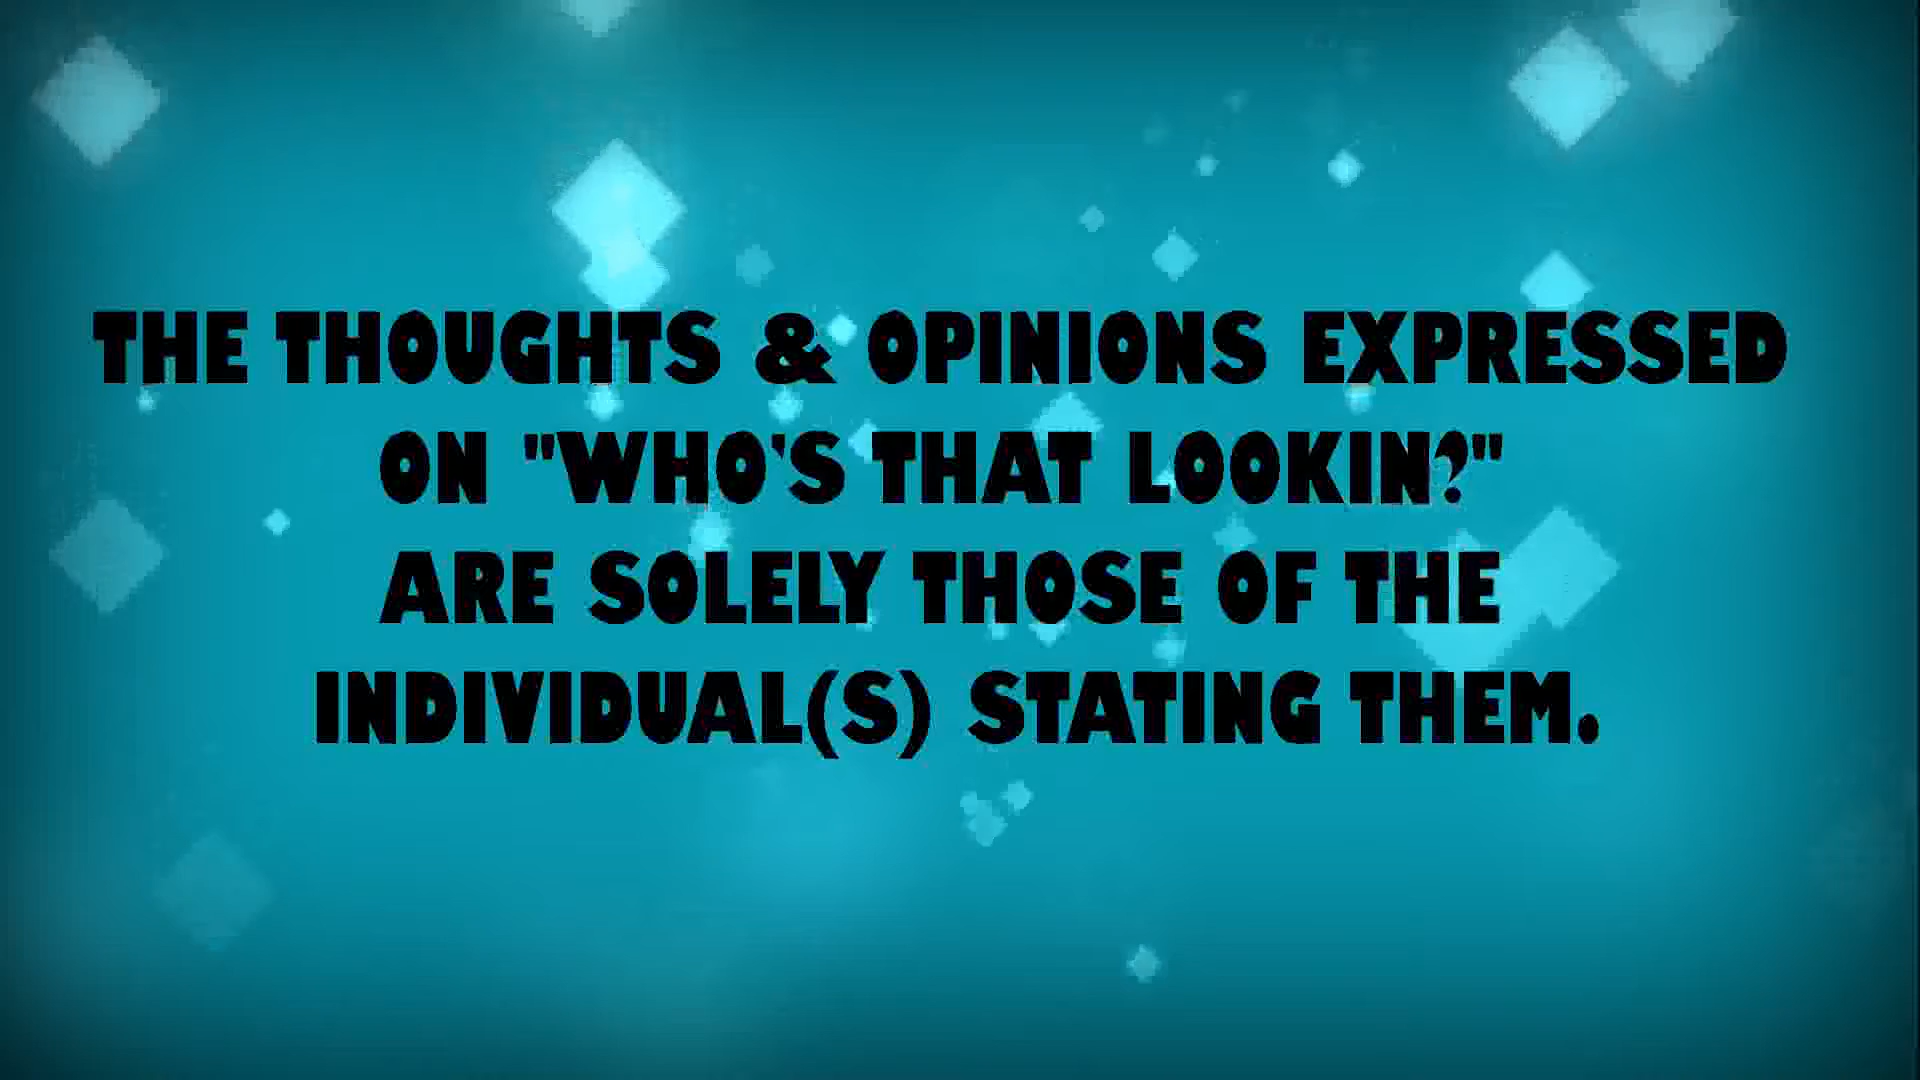 THE THOUGHTS & OPINIONS EXPRESSED
ON "WHO'S THAT LOOKIN?"
ARE SOLELY THOSE OF THE
INDIVIDUAL(S) STATING THEM.